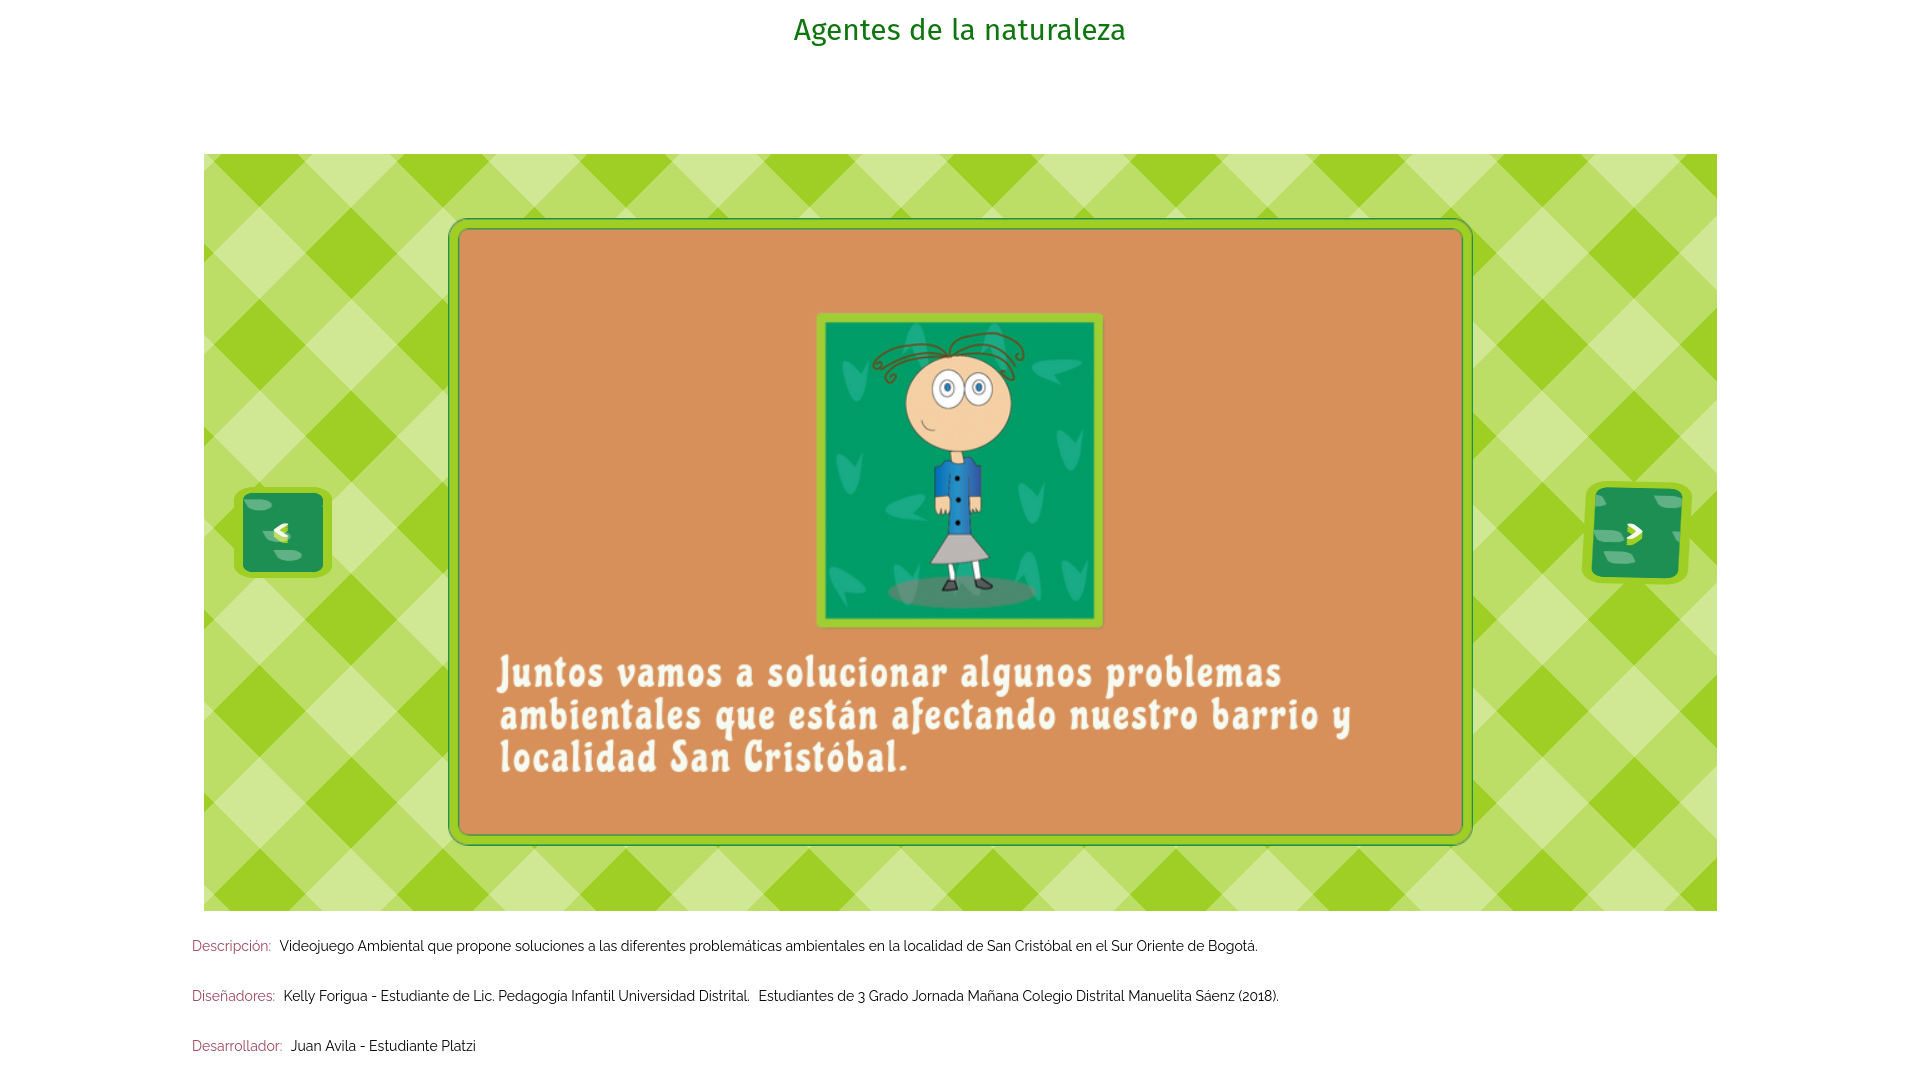 Agentes de la naturaleza
Juntos vamos a solucionar algunos problemas
ambientales que están afectando nuestro barrio y
localidad San Cristóbal.
Descripción: Videojuego Ambiental que propone soluciones a las diferentes problemáticas ambientales en la localidad de San Cristóbal en el Sur Oriente de Bogotá.
Diseñadores: Kelly Forigua - Estudiante de Lic. Pedagogía Infantil Universidad Distrital. Estudiantes de 3 Grado Jornada Mañana Colegio Distrital Manuelita Sáenz (2018).
Desarrollador: Juan Avila - Estudiante Platzi